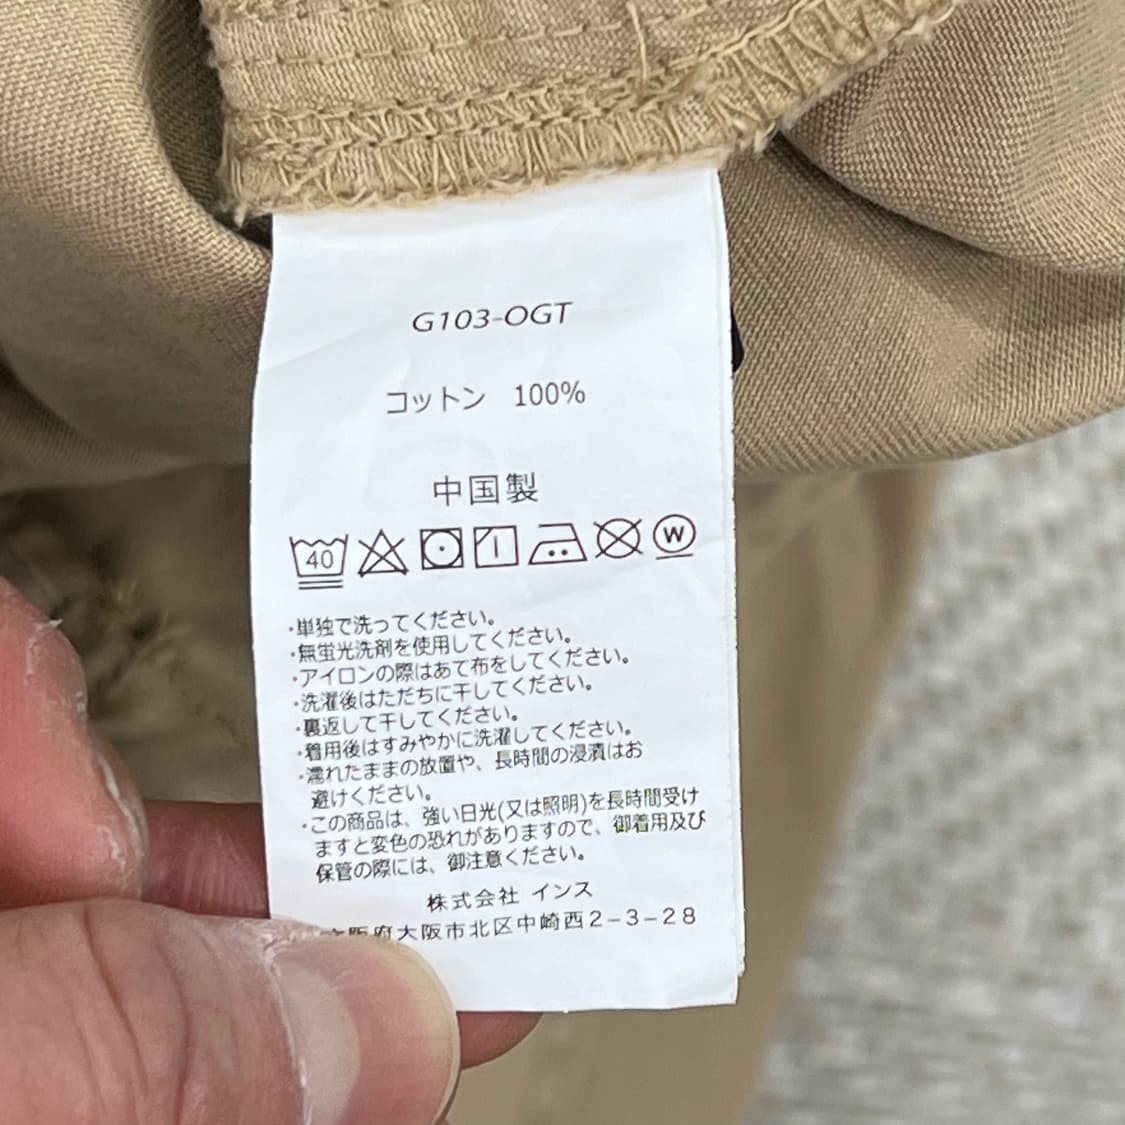 G103-OGT
コットン 100%
中国製
40 W
・単独で洗ってください。
・無蛍光洗剤を使用してください。
・アイロンの際はあて布をしてください。
・洗濯後はただちに干してください。
・裏返して干してください。
・着用後はすみやかに洗濯してください。
・濡れたままの放置や、長時間の浸漬はお
避けください。
・この商品は、強い日光(又は照明)を長時間受け
ますと変色の恐れがありますので、御着用及び
保管の際には、御注意ください。
株式会社 インス
大阪府大阪市北区中崎西2-3-28